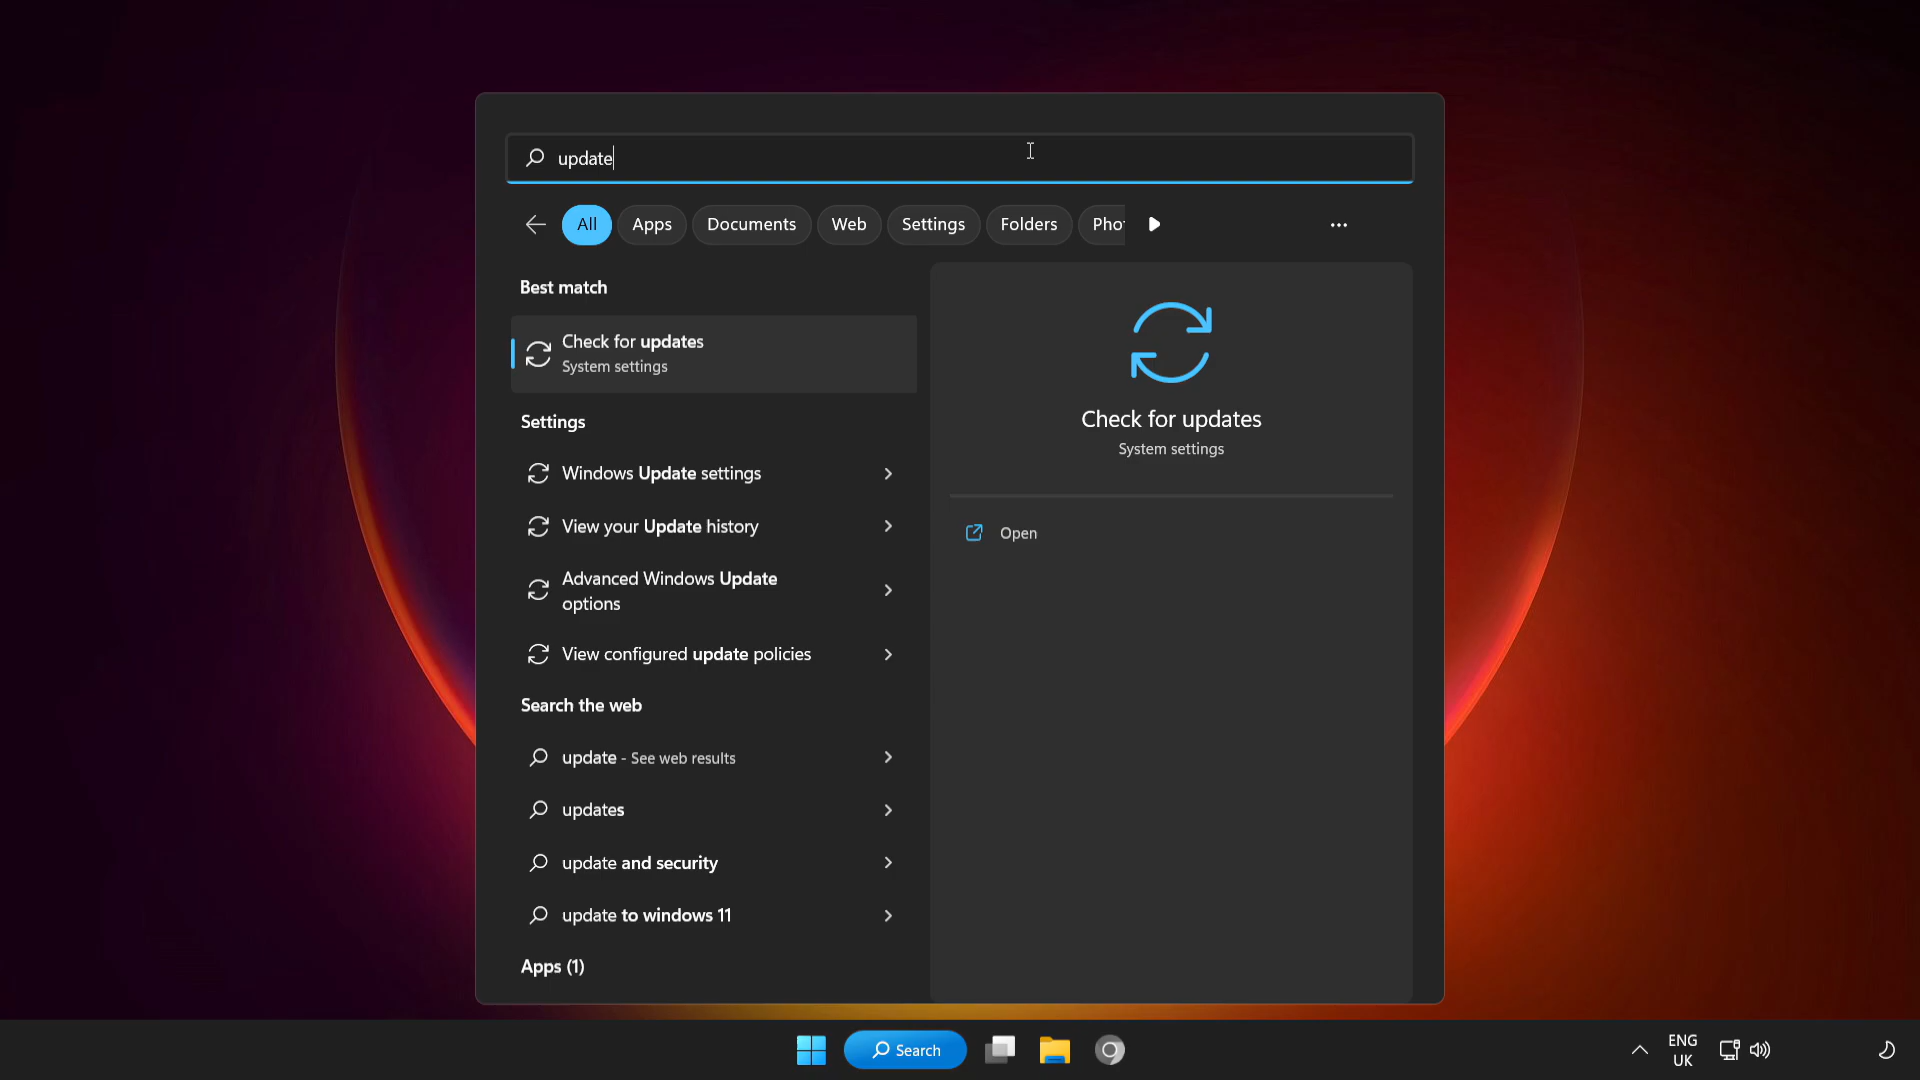 update
All
Apps
Documents
Web
Settings
Folders
Pho
Best match
Check for updates
System settings
Settings
Windows Update settings
View your Update history
Advanced Windows Update
options
View configured update policies
Search the web
update - See web results
updates
update and security
update to windows 11
Apps (1)
Check for updates
System settings
Open
Search
ENG
UK